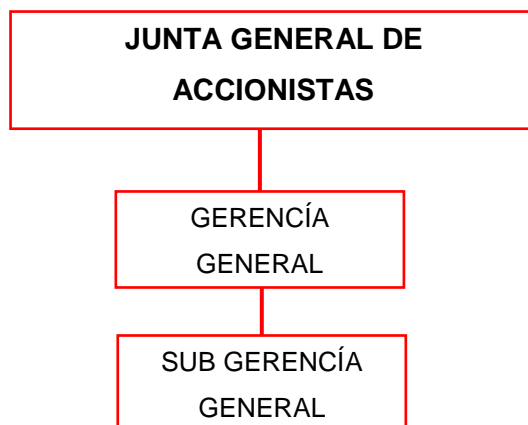 JUNTA GENERAL DE
ACCIONISTAS
GERENCÍA
GENERAL
SUB GERENCÍA
GENERAL